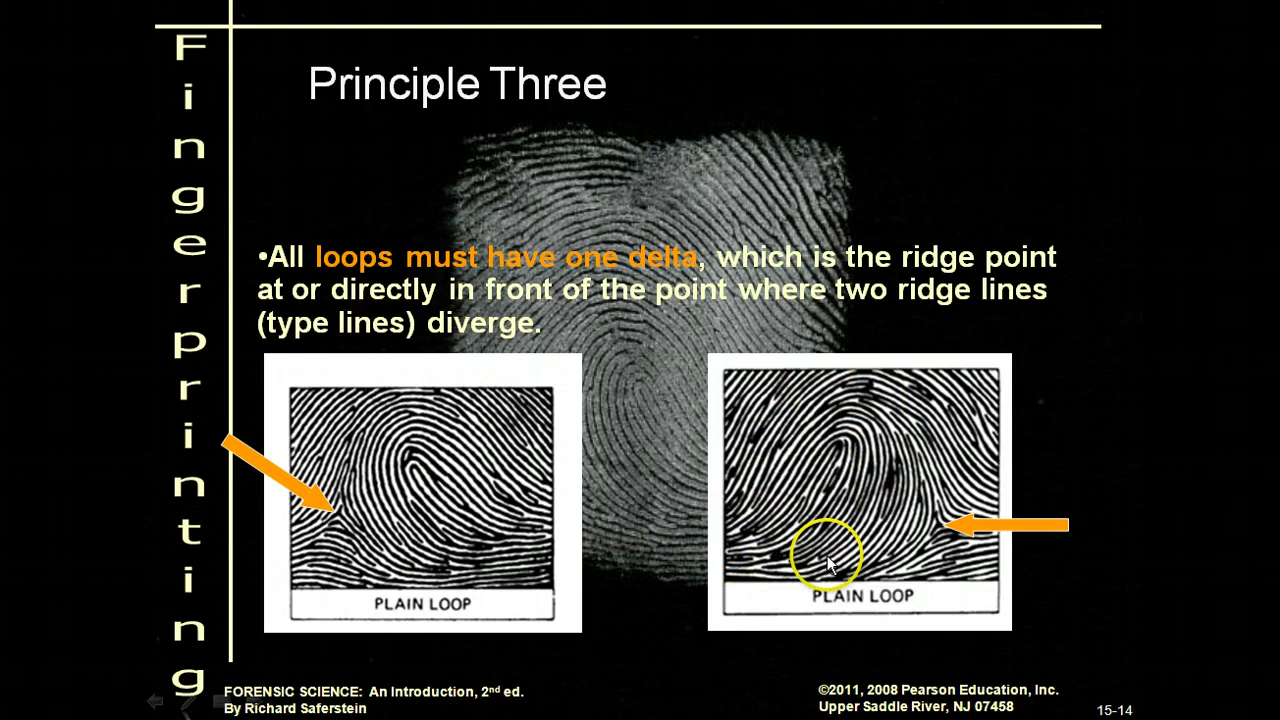 Fingerprinting
Principle Three
•All loops must have one delta, which is the ridge point
at or directly in front of the point where two ridge lines
(type lines) diverge.
PLAIN LOOP
PLAIN LOOP
FORENSIC SCIENCE: An Introduction, 2nd ed.
By Richard Saferstein
©2011, 2008 Pearson Education, Inc.
Upper Saddle River, NJ 07458
15-14